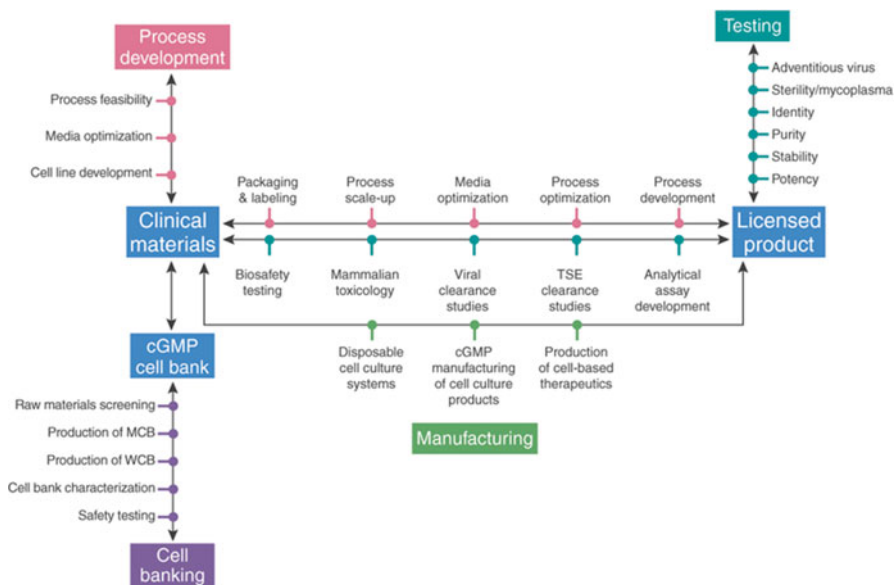 Process
development
Process feasibility
Media optimization
Cell line development
Testing
Adventitious virus
Sterility/mycoplasma
Identity
Purity
Stability
Potency
Packaging
& labeling
Process
scale-up
Media
optimization
Process
optimization
Process
development
Clinical
materials
Licensed
product
Biosafety
testing
Mammalian
toxicology
Viral
clearance
studies
TSE
clearance
studies
Analytical
assay
development
cGMP
cell bank
Disposable
cell culture
systems
cGMP
manufacturing
of cell culture
products
Production
of cell-based
therapeutics
Manufacturing
Raw materials screening
Production of MCB
Production of WCB
Cell bank characterization
Safety testing
Cell
banking